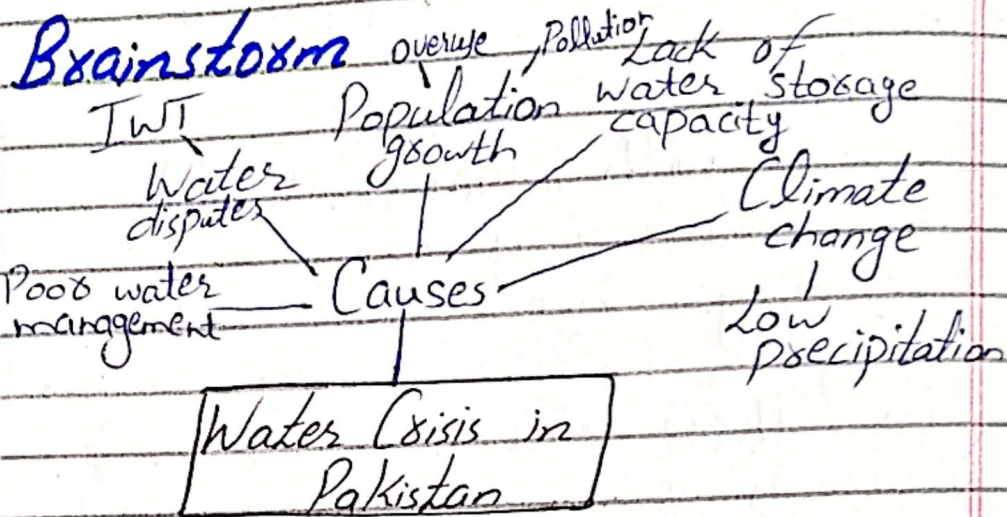 Brainstorm
overuse
Pollution
Lack of
water storage
capacity
IWT
Population
growth
Water
disputes
Climate
change
Poor water
management
Causes
Low
precipitation
Water Crisis in
Pakistan